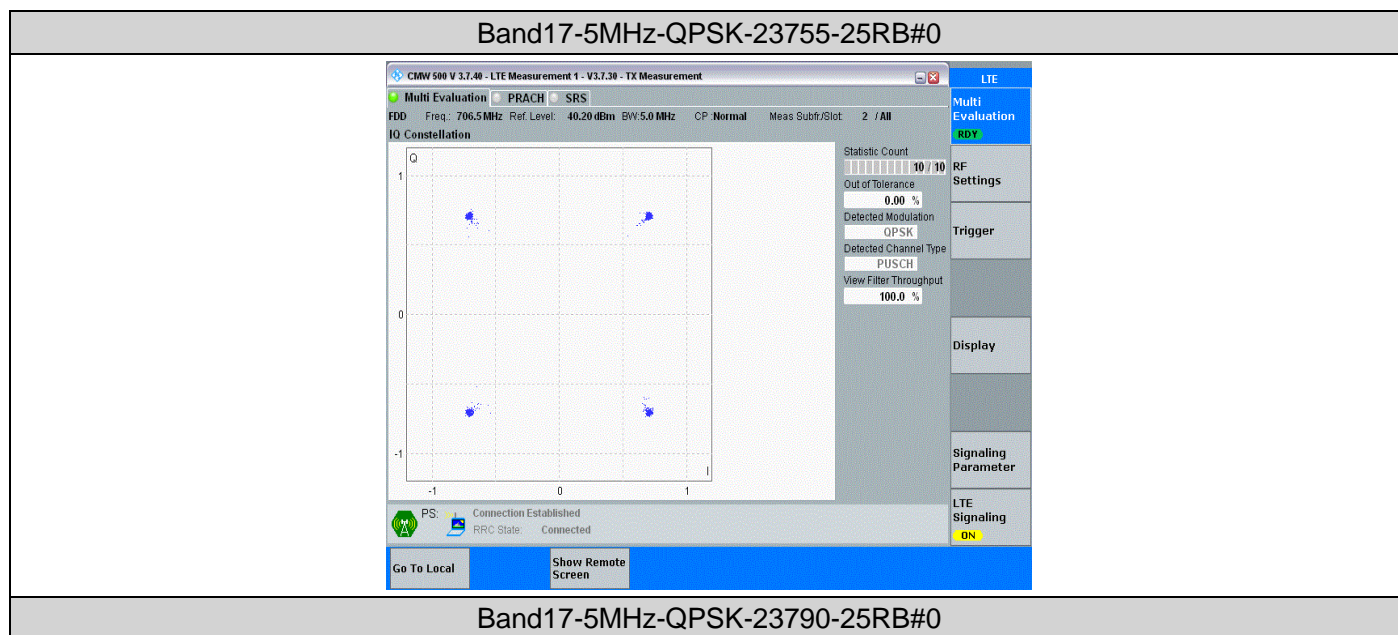 Band17-5MHz-QPSK-23755-25RB#0
CMW 500 V 3.7.40 - LTE Measurement 1 - V3.7.30 - TX Measurement
LTE
Multi Evaluation PRACH SRS
FDD Freq.: 706.5 MHz Ref. Level: 40.20 dBm BW: 5.0 MHz CP: Normal Meas Subfr./Slot: 2 / All
IQ Constellation
Q
1
0
-1
I
-1 0 1
Statistic Count
10 / 10
Out of Tolerance
0.00 %
Detected Modulation
QPSK
Detected Channel Type
PUSCH
View Filter Throughput
100.0 %
Multi
Evaluation
RDY
RF
Settings
Trigger
Display
Signaling
Parameter
LTE
Signaling
ON
PS: Connection Established
RRC State: Connected
Go To Local
Show Remote
Screen
Band17-5MHz-QPSK-23790-25RB#0